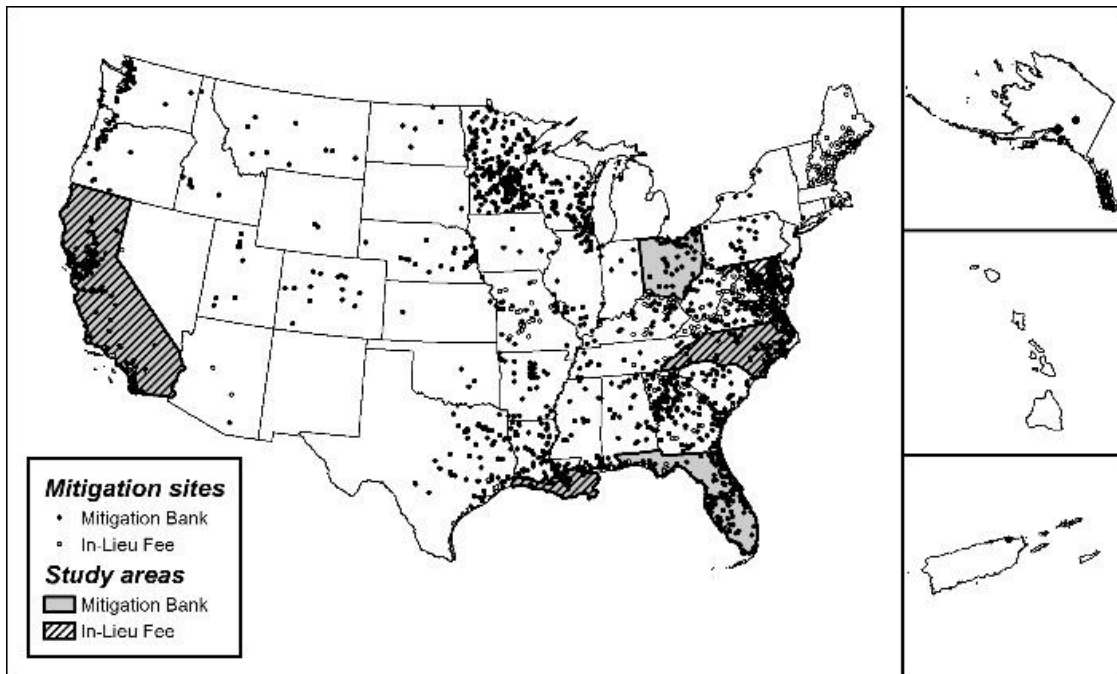 Mitigation sites
Mitigation Bank
In-Lieu Fee
Study areas
Mitigation Bank
In-Lieu Fee